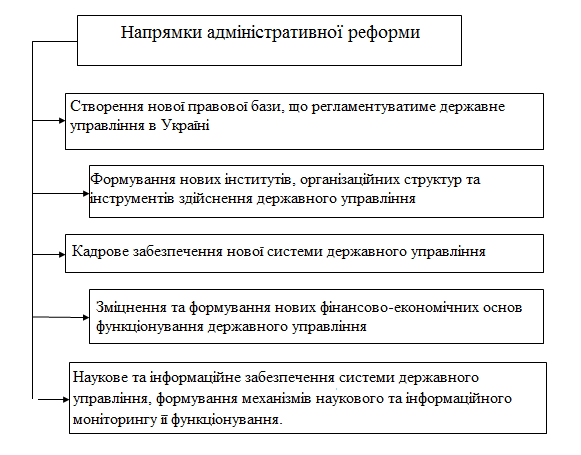 Напрямки адміністративної реформи
Створення нової правової бази, що регламентуватиме державне
управління в Україні
Формування нових інститутів, організаційних структур та
інструментів здійснення державного управління
Кадрове забезпечення нової системи державного управління
Зміцнення та формування нових фінансово-економічних основ
функціонування державного управління
Наукове та інформаційне забезпечення системи державного
управління, формування механізмів наукового та інформаційного
моніторингу її функціонування.